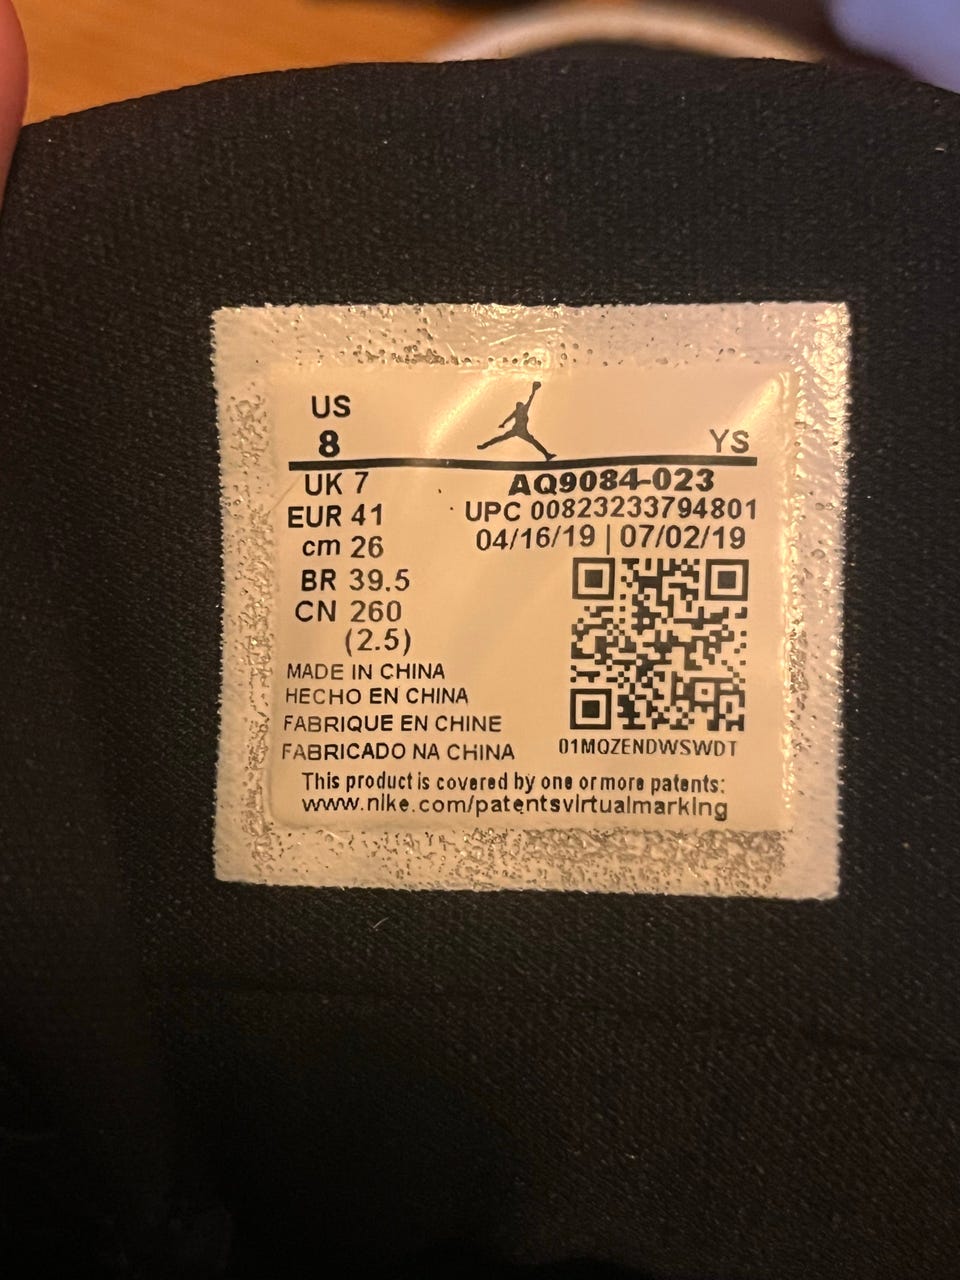 US
8
YS
UK 7
AQ9084-023
EUR 41
UPC 00823233794801
cm 26
04/16/19 | 07/02/19
BR 39.5
CN 260
(2.5)
MADE IN CHINA
HECHO EN CHINA
FABRIQUE EN CHINE
FABRICADO NA CHINA
01MQZENDWSWDT
This product is covered by one or more patents:
www.nike.com/patentsvirtualmarking